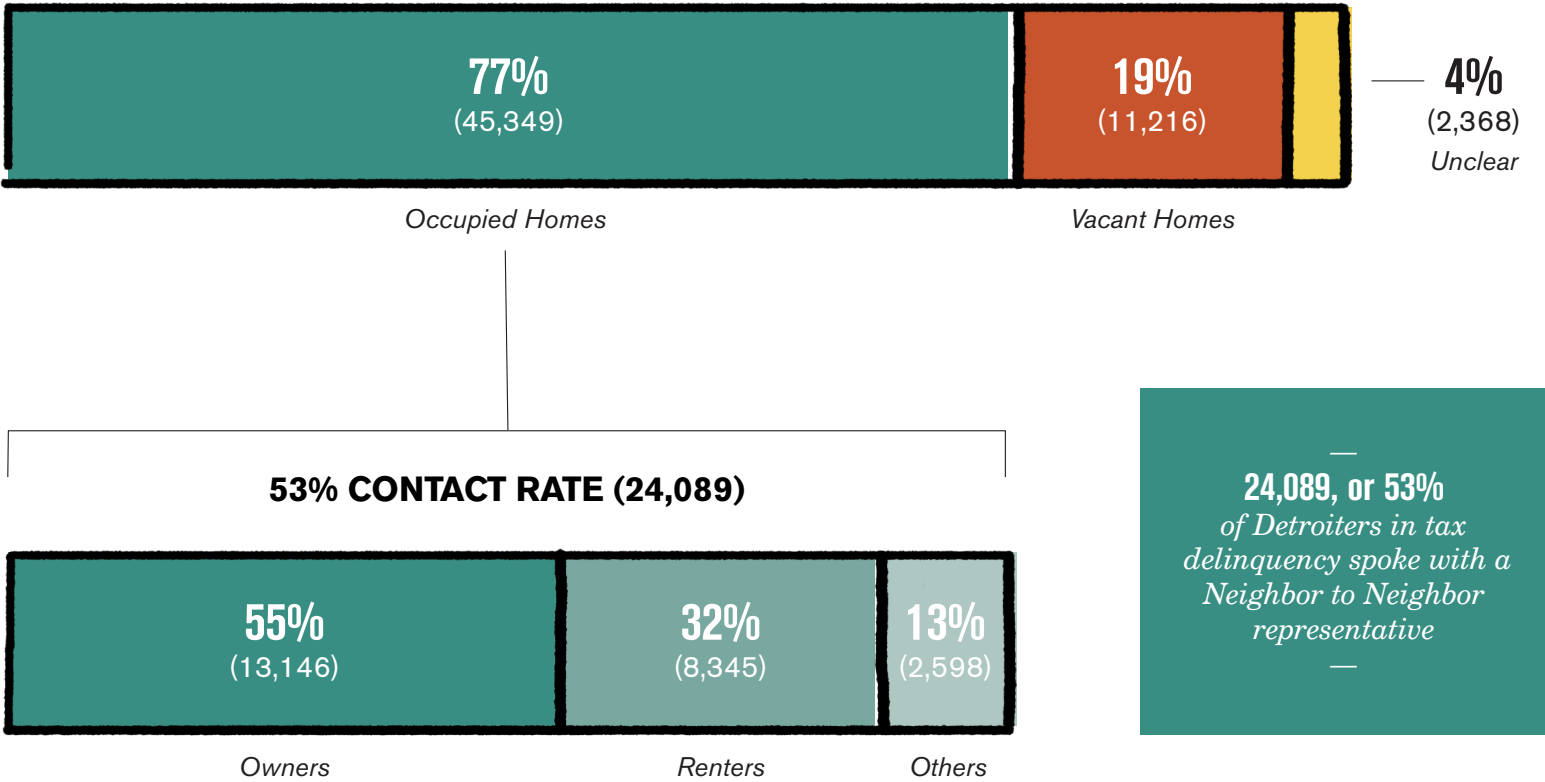 77%
(45,349)
19%
(11,216)
4%
(2,368)
Unclear
Occupied Homes
Vacant Homes
53% CONTACT RATE (24,089)
55%
(13,146)
32%
(8,345)
13%
(2,598)
Owners
Renters
Others
—
24,089, or 53%
of Detroiters in tax
delinquency spoke with a
Neighbor to Neighbor
representative
—